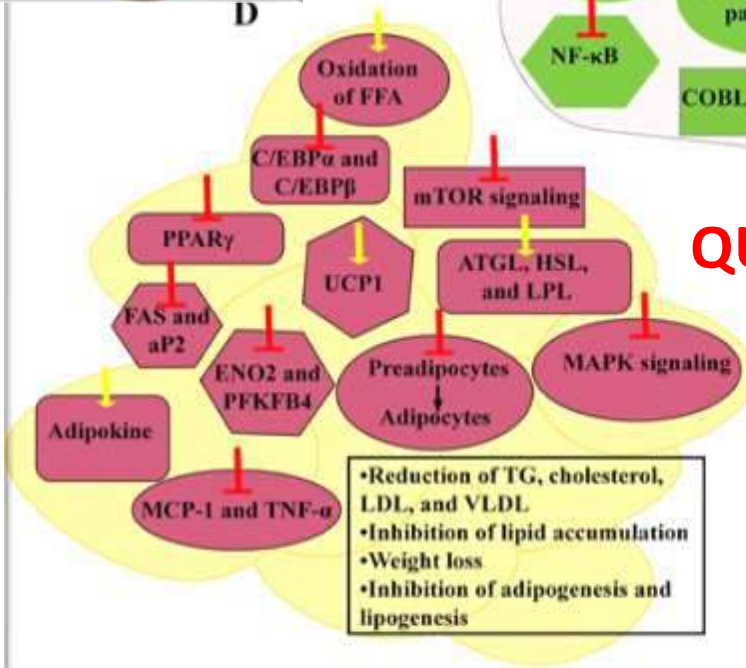 D
Oxidation
of FFA
C/EBPα and
C/EBPβ
mTOR signaling
PPARγ
UCP1
ATGL, HSL,
and LPL
FAS and
aP2
ENO2 and
PFKFB4
Preadipocytes
Adipocytes
MAPK signaling
Adipokine
MCP-1 and TNF-α
•Reduction of TG, cholesterol,
LDL, and VLDL
•Inhibition of lipid accumulation
•Weight loss
•Inhibition of adipogenesis and
lipogenesis
NF-κB
pa
COBL
QU